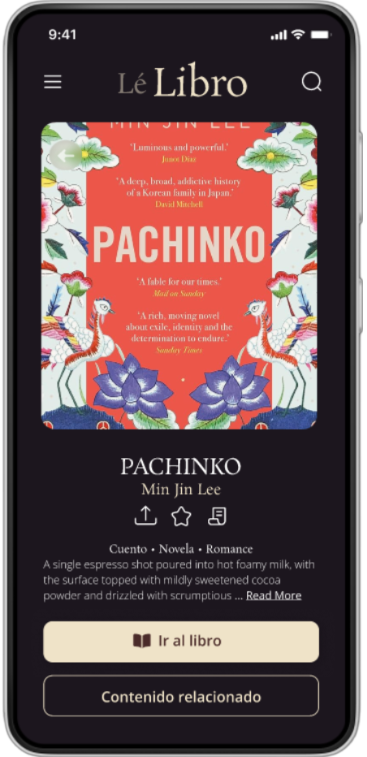 9:41
Lé Libro
MIN JIN LEE
'Luminous and powerful.'
Junot Díaz
'A deep, broad, addictive history
of a Korean family in Japan.'
David Mitchell
PACHINKO
'A fable for our times.'
Mail on Sunday
'A rich, moving novel
about exile, identity and the
determination to endure.'
Sunday Times
PACHINKO
Min Jin Lee
Cuento • Novela • Romance
A single espresso shot poured into hot foamy milk, with
the surface topped with mildly sweetened cocoa
powder and drizzled with scrumptious ... Read More
Ir al libro
Contenido relacionado